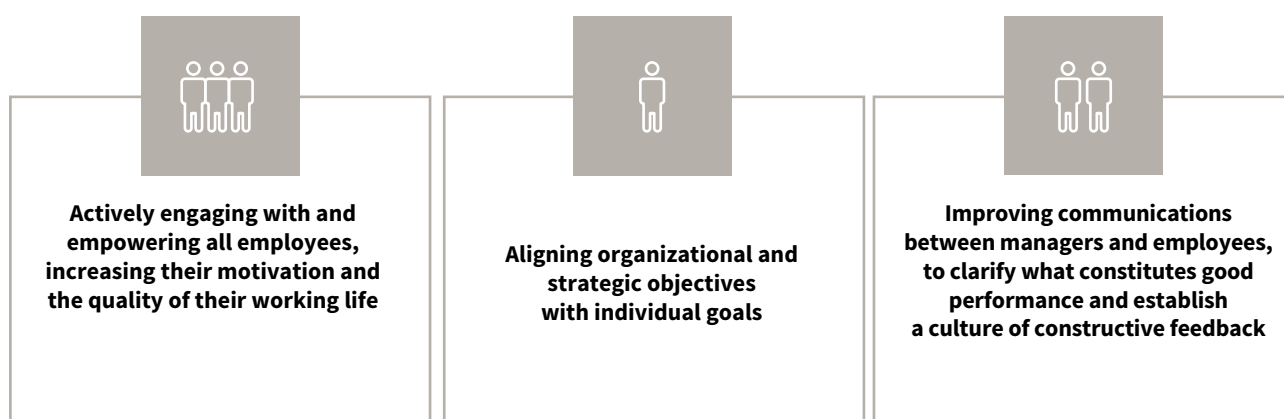 Actively engaging with and
empowering all employees,
increasing their motivation and
the quality of their working life
Aligning organizational and
strategic objectives
with individual goals
Improving communications
between managers and employees,
to clarify what constitutes good
performance and establish
a culture of constructive feedback